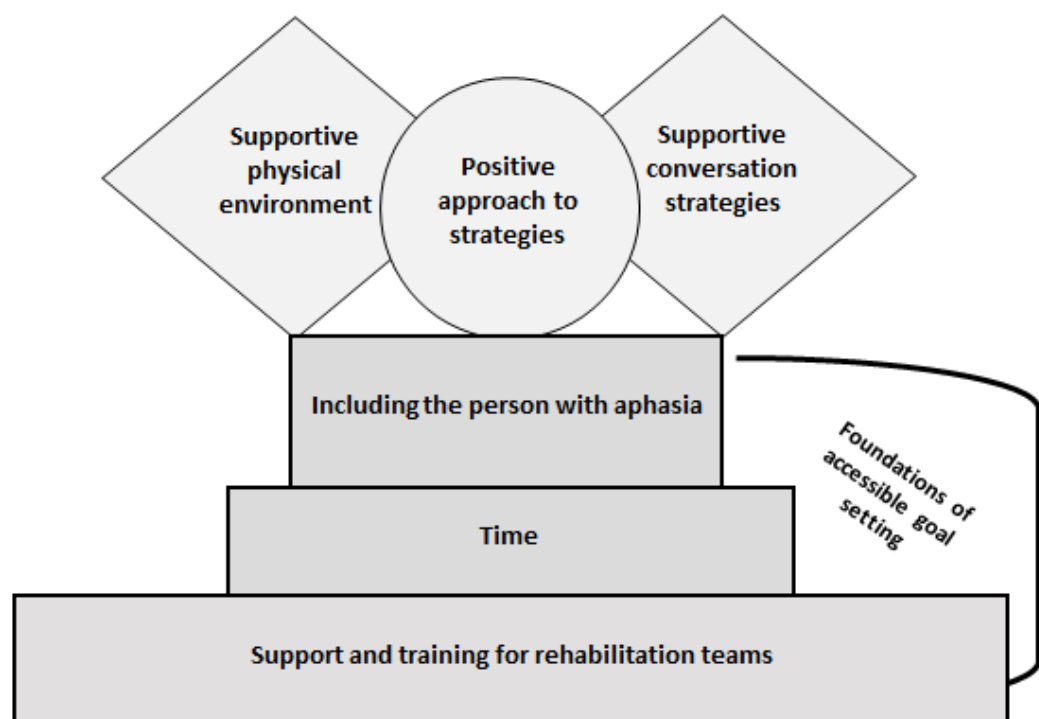 Supportive
physical
environment
Positive
approach to
strategies
Supportive
conversation
strategies
Including the person with aphasia
Foundations of
accessible goal
setting
Time
Support and training for rehabilitation teams